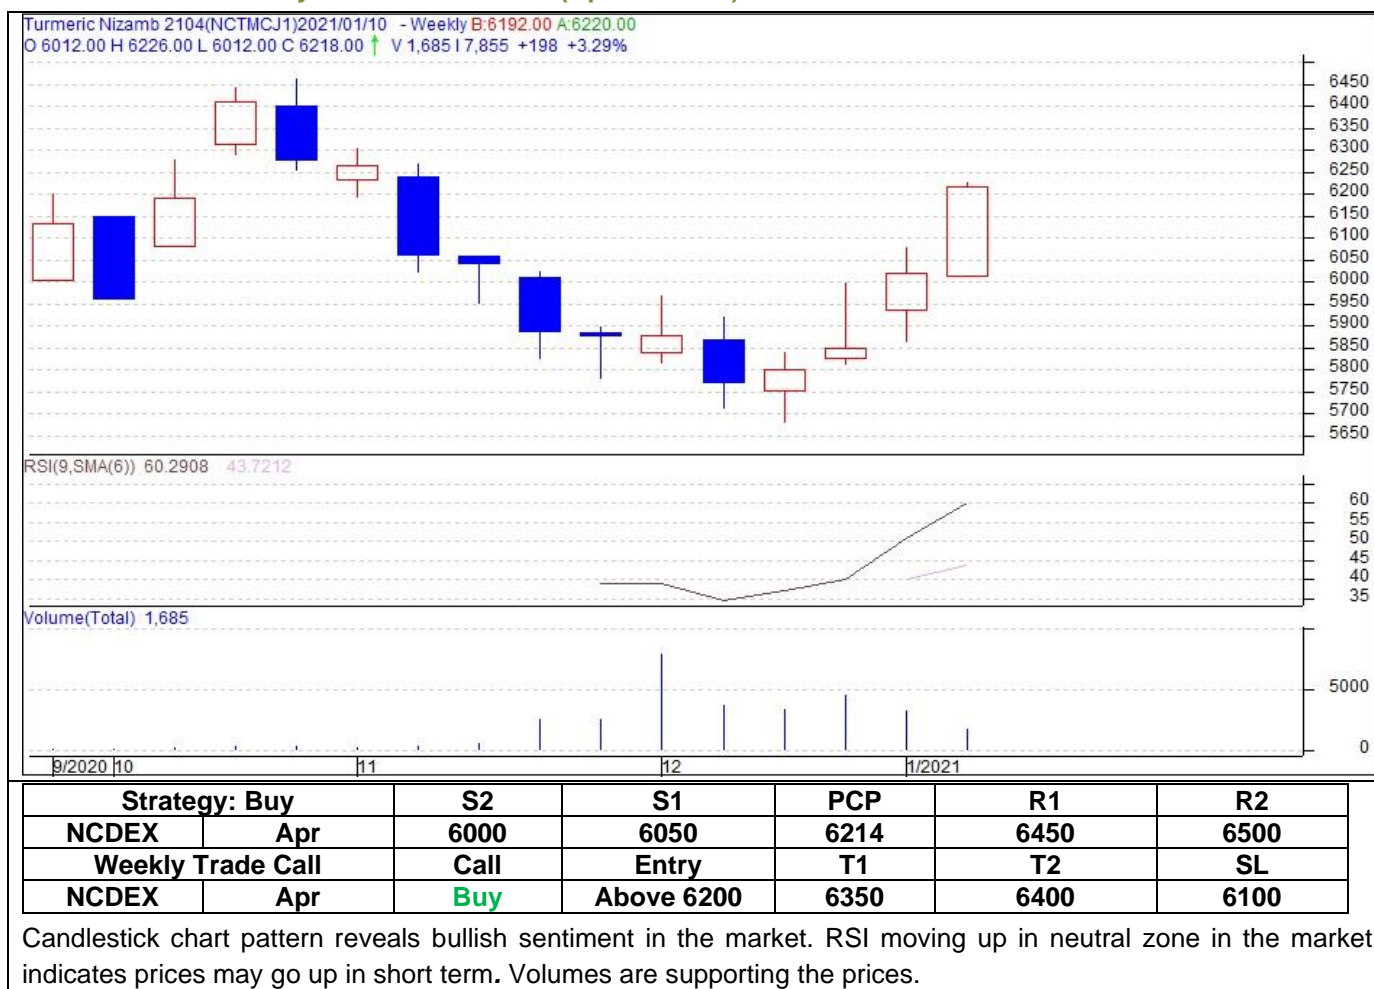 Turmeric Nizamb 2104(NCTMCJ1)2021/01/10 - Weekly B:6192.00 A:6220.00
O 6012.00 H 6226.00 L 6012.00 C 6218.00 ↑ V 1,685 I 7,855 +198 +3.29%
6450
6400
6350
6300
6250
6200
6150
6100
6050
6000
5950
5900
5850
5800
5750
5700
5650
RSI(9,SMA(6)) 60.2908 43.7212
60
55
50
45
40
35
Volume(Total) 1,685
5000
0
9/2020 10 11 12 1/2021
Strategy: Buy S2 S1 PCP R1 R2
NCDEX Apr 6000 6050 6214 6450 6500
Weekly Trade Call Call Entry T1 T2 SL
NCDEX Apr Buy Above 6200 6350 6400 6100
Candlestick chart pattern reveals bullish sentiment in the market. RSI moving up in neutral zone in the market
indicates prices may go up in short term. Volumes are supporting the prices.